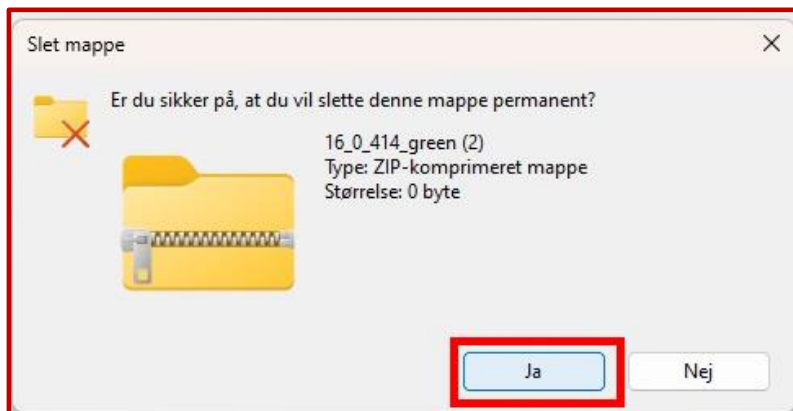 Slet mappe
Er du sikker på, at du vil slette denne mappe permanent?
16_0_414_green (2)
Type: ZIP-komprimeret mappe
Størrelse: 0 byte
Ja
Nej